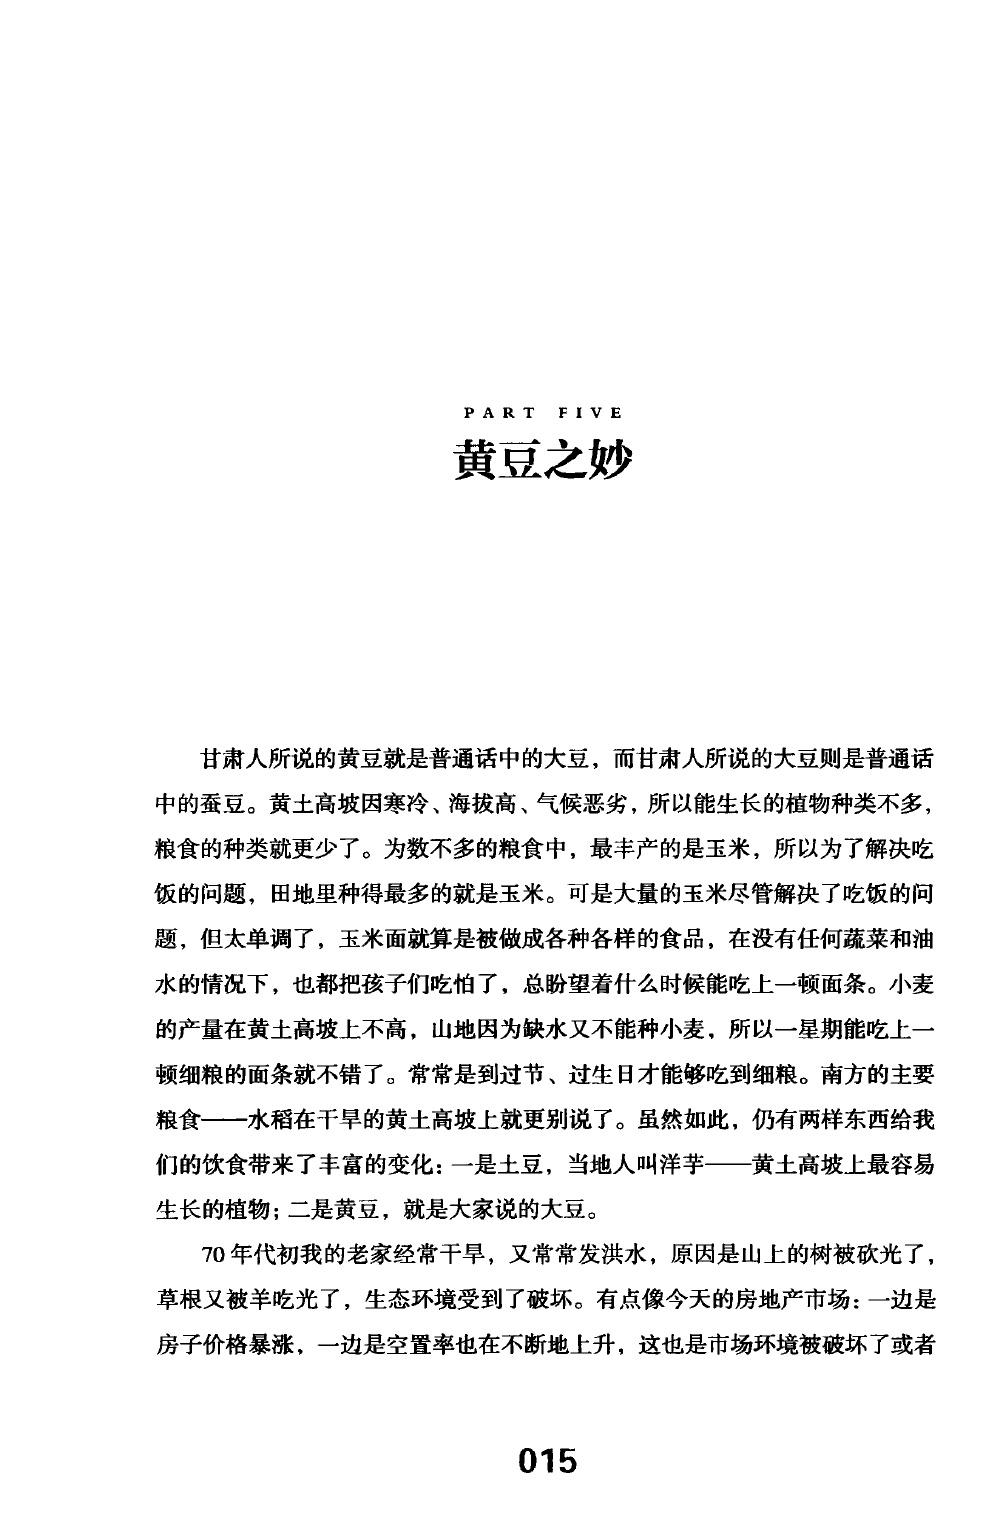 PART FIVE
黄豆之妙
甘肃人所说的黄豆就是普通话中的大豆，而甘肃人所说的大豆则是普通话
中的蚕豆。黄土高坡因寒冷、海拔高、气候恶劣，所以能生长的植物种类不多，
粮食的种类就更少了。为数不多的粮食中，最丰产的是玉米，所以为了解决吃
饭的问题，田地里种得最多的就是玉米。可是大量的玉米尽管解决了吃饭的问
题，但太单调了，玉米面就算是被做成各种各样的食品，在没有任何蔬菜和油
水的情况下，也都把孩子们吃怕了，总盼望着什么时候能吃上一顿面条。小麦
的产量在黄土高坡上不高，山地因为缺水又不能种小麦，所以一星期能吃上一
顿细粮的面条就不错了。常常是到过节、过生日才能够吃到细粮。南方的主要
粮食——水稻在干旱的黄土高坡上就更别说了。虽然如此，仍有两样东西给我
们的饮食带来了丰富的变化：一是土豆，当地人叫洋芋——黄土高坡上最容易
生长的植物；二是黄豆，就是大家说的大豆。
70 年代初我的老家经常干旱，又常常发洪水，原因是山上的树被砍光了，
草根又被羊吃光了，生态环境受到了破坏。有点像今天的房地产市场：一边是
房子价格暴涨，一边是空置率也在不断地上升，这也是市场环境被破坏了或者
015